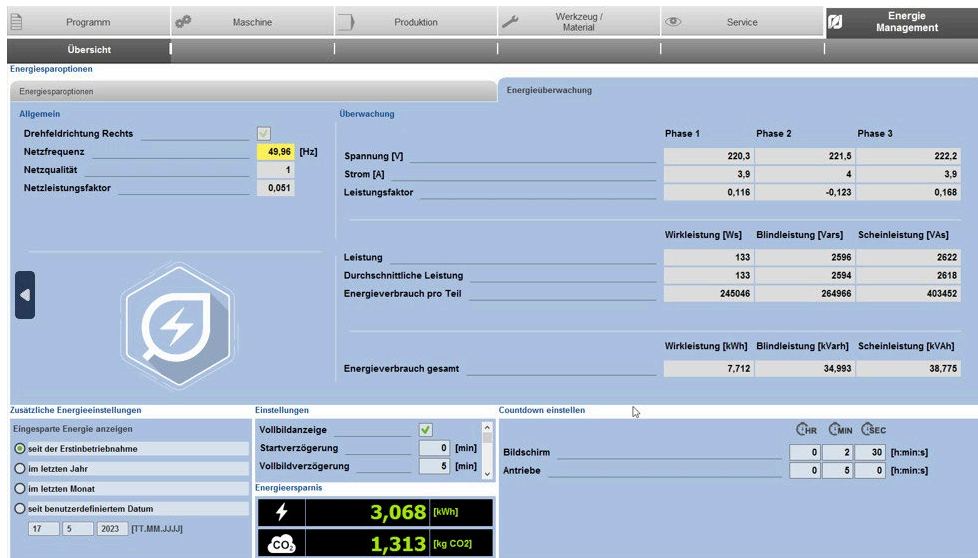 Programm
Maschine
Produktion
Werkzeug /
Material
Service
Energie
Management
Übersicht
Energiesparoptionen
Energiesparoptionen
Energieüberwachung
Allgemein
Drehfeldrichtung Rechts
Netzfrequenz 49,96 [Hz]
Netzqualität 1
Netzleistungsfaktor 0,051
Überwachung
Phase 1 Phase 2 Phase 3
Spannung [V] 220,3 221,5 222,2
Strom [A] 3,9 4 3,9
Leistungsfaktor 0,116 -0,123 0,168
Wirkleistung [Ws] Blindleistung [Vars] Scheinleistung [VAs]
Leistung 133 2596 2622
Durchschnittliche Leistung 133 2594 2618
Energieverbrauch pro Teil 245046 264966 403452
Wirkleistung [kWh] Blindleistung [kVarh] Scheinleistung [kVAh]
Energieverbrauch gesamt 7,712 34,993 38,775
Zusätzliche Energieeinstellungen
Eingesparte Energie anzeigen
seit der Erstinbetriebnahme
im letzten Jahr
im letzten Monat
seit benutzerdefiniertem Datum
17 5 2023 [TT.MM.JJJJ]
Einstellungen
Vollbildanzeige
Startverzögerung 0 [min]
Vollbildverzögerung 5 [min]
Energieersparnis
3,068 [kWh]
CO2 1,313 [kg CO2]
Countdown einstellen
HR MIN SEC
Bildschirm 0 2 30 [h:min:s]
Antriebe 0 5 0 [h:min:s]